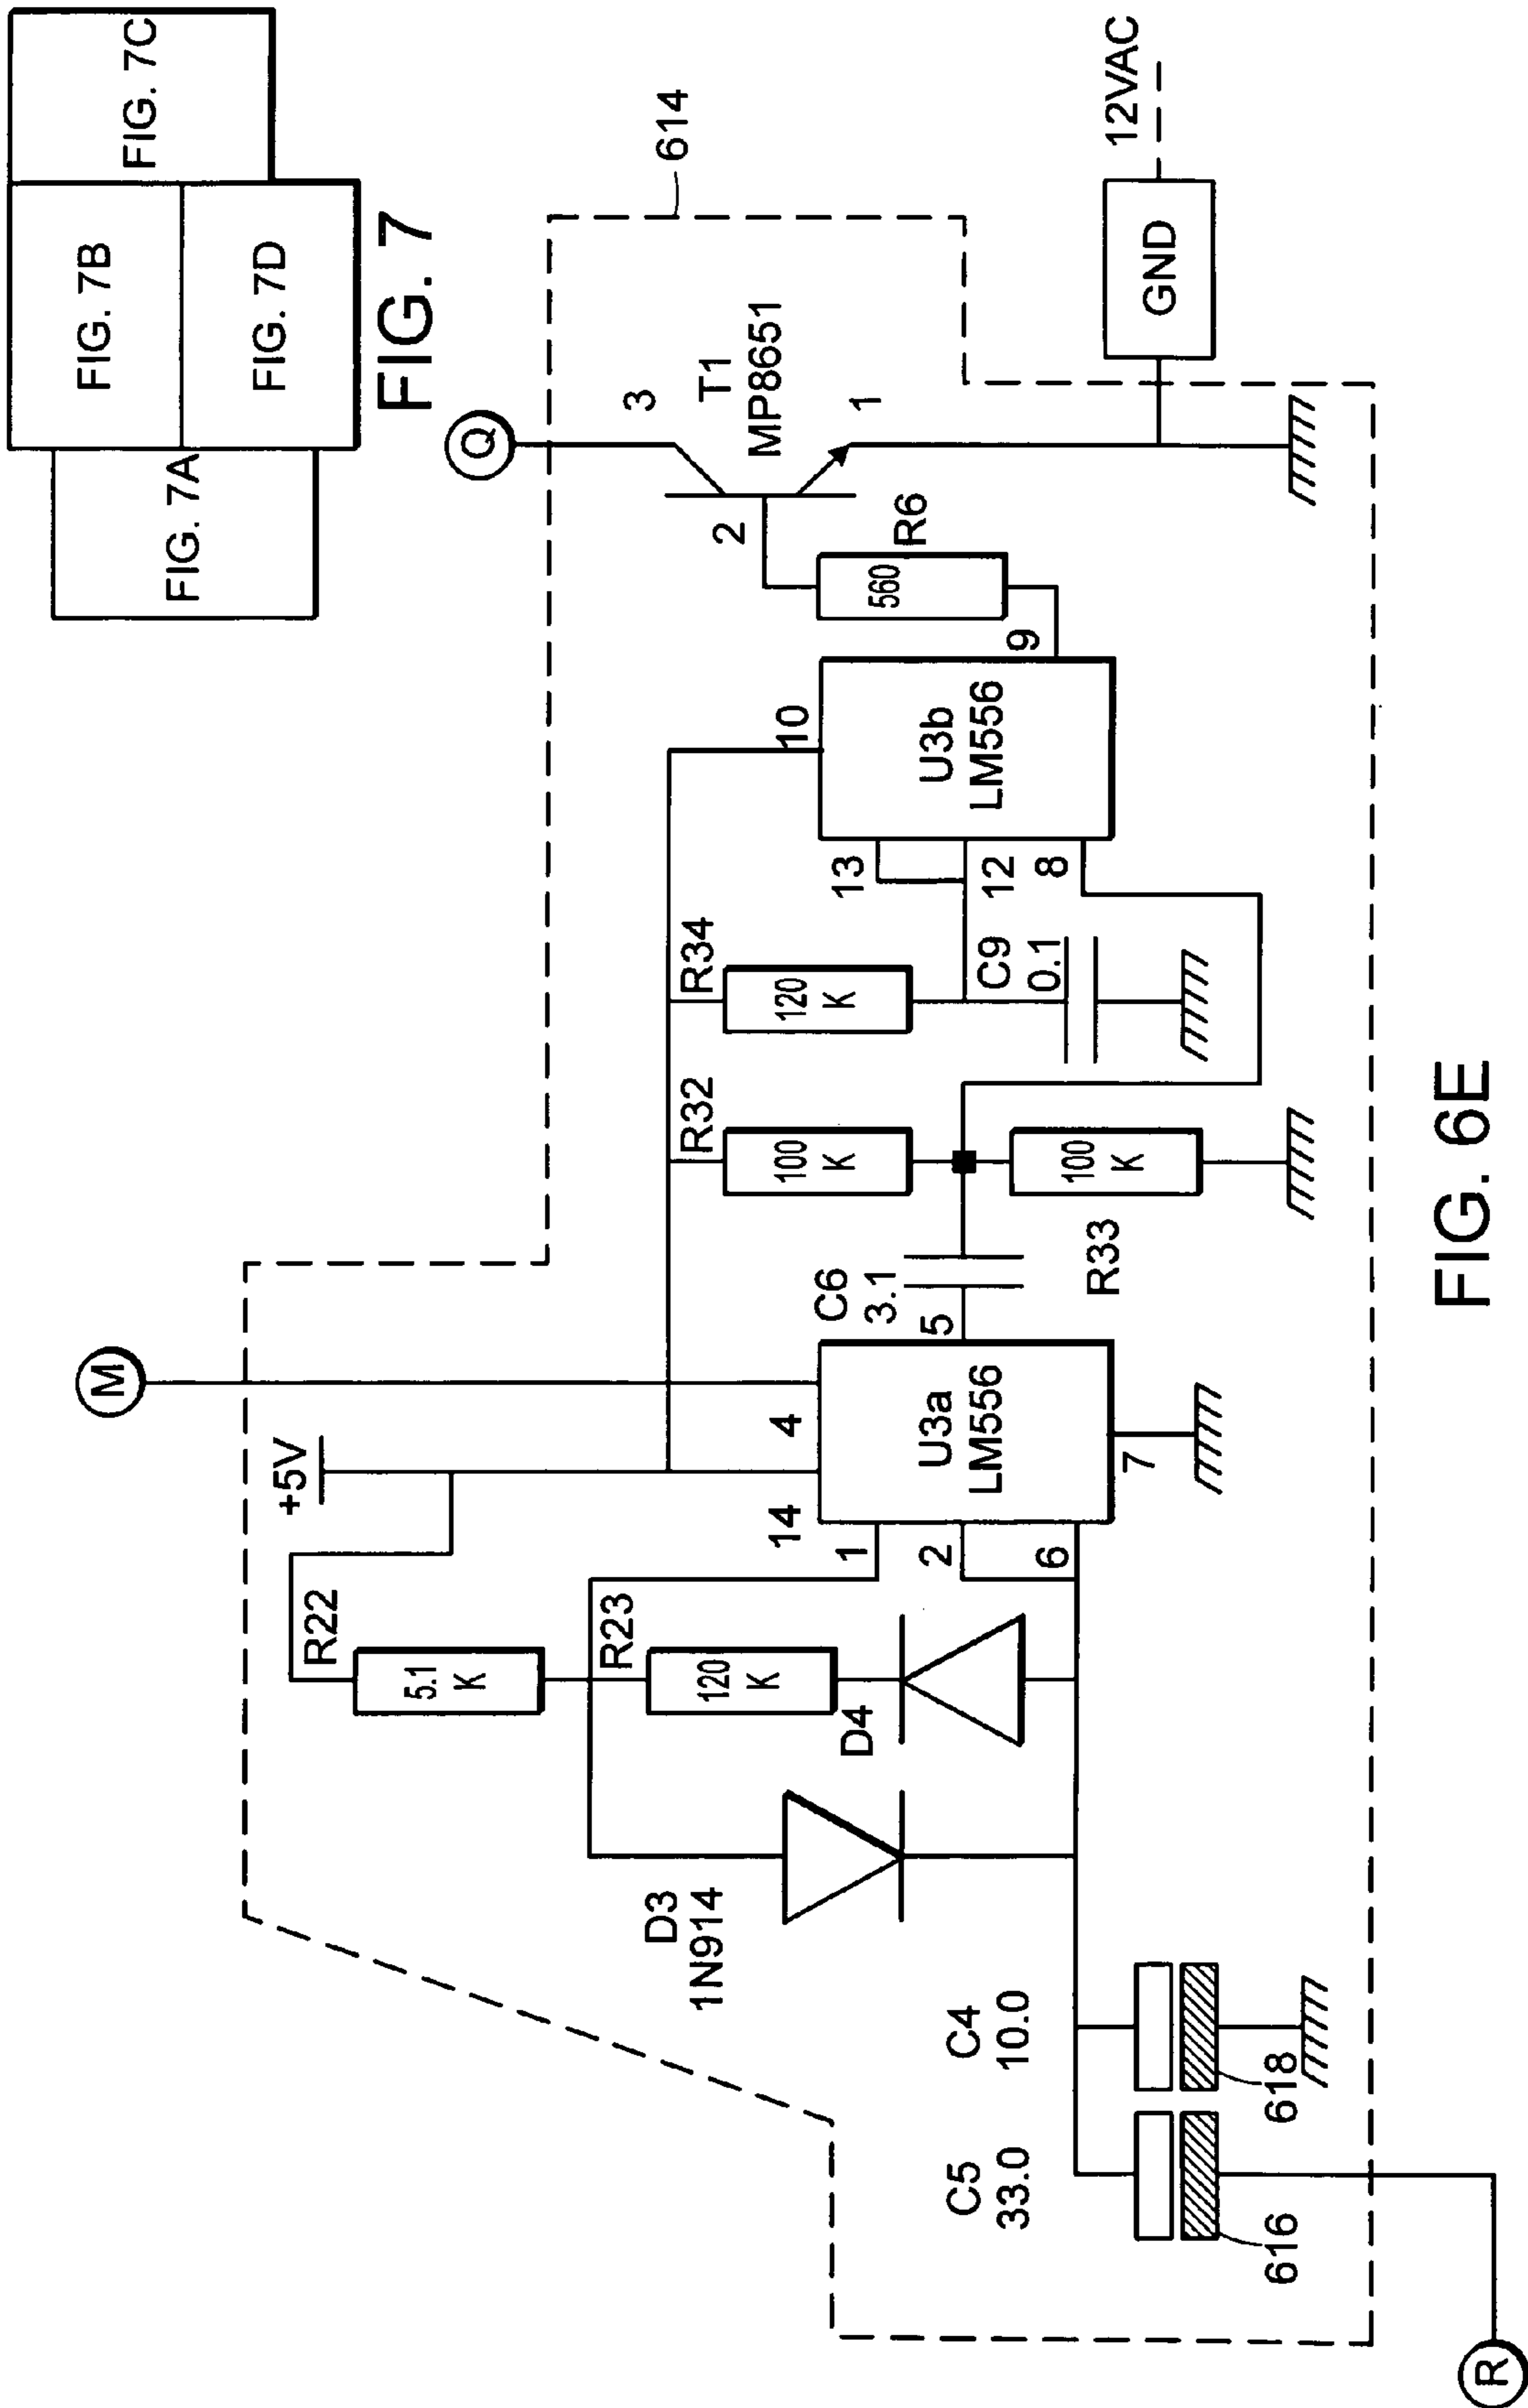 FIG. 7A
FIG. 7B
FIG. 7C
FIG. 7D
FIG. 7
614
M
Q
+5V
R22
5.1
K
R23
120
K
D4
D3
1N914
14
4
1
2
6
7
5
U3a
LM556
C6
3.1
R32
100
K
100
K
R33
R34
120
K
C9
0.1
13
12
8
10
9
U3b
LM556
560
R6
2
3
T1
MP8651
1
GND
12VAC
C5
33.0
C4
10.0
616
618
R
FIG. 6E